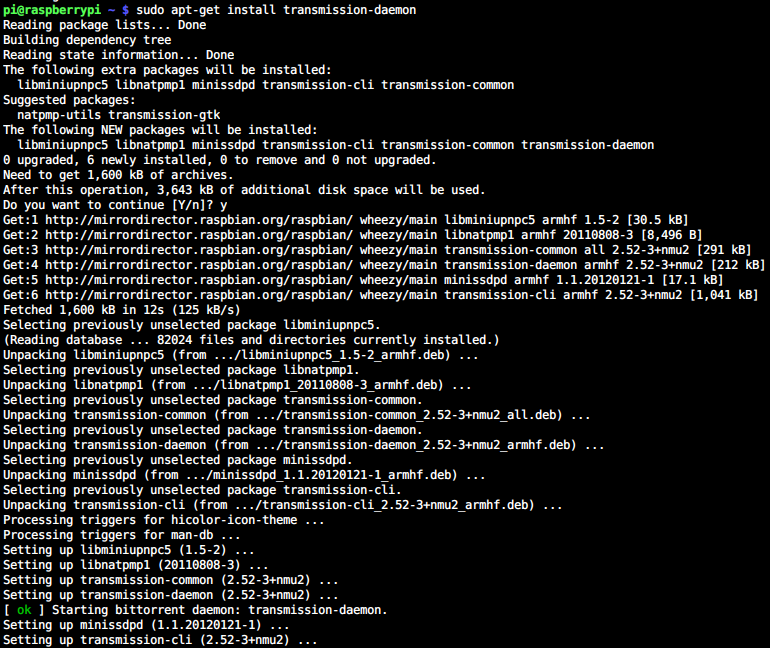 pi@raspberrypi ~ $ sudo apt-get install transmission-daemon
Reading package lists... Done
Building dependency tree
Reading state information... Done
The following extra packages will be installed:
  libminiupnpc5 libnatpmp1 minissdpd transmission-cli transmission-common
Suggested packages:
  natpmp-utils transmission-gtk
The following NEW packages will be installed:
  libminiupnpc5 libnatpmp1 minissdpd transmission-cli transmission-common transmission-daemon
0 upgraded, 6 newly installed, 0 to remove and 0 not upgraded.
Need to get 1,600 kB of archives.
After this operation, 3,643 kB of additional disk space will be used.
Do you want to continue [Y/n]? y
Get:1 http://mirrordirector.raspbian.org/raspbian/ wheezy/main libminiupnpc5 armhf 1.5-2 [30.5 kB]
Get:2 http://mirrordirector.raspbian.org/raspbian/ wheezy/main libnatpmp1 armhf 20110808-3 [8,496 B]
Get:3 http://mirrordirector.raspbian.org/raspbian/ wheezy/main transmission-common all 2.52-3+nmu2 [291 kB]
Get:4 http://mirrordirector.raspbian.org/raspbian/ wheezy/main transmission-daemon armhf 2.52-3+nmu2 [212 kB]
Get:5 http://mirrordirector.raspbian.org/raspbian/ wheezy/main minissdpd armhf 1.1.20120121-1 [17.1 kB]
Get:6 http://mirrordirector.raspbian.org/raspbian/ wheezy/main transmission-cli armhf 2.52-3+nmu2 [1,041 kB]
Fetched 1,600 kB in 12s (125 kB/s)
Selecting previously unselected package libminiupnpc5.
(Reading database ... 82024 files and directories currently installed.)
Unpacking libminiupnpc5 (from .../libminiupnpc5_1.5-2_armhf.deb) ...
Selecting previously unselected package libnatpmp1.
Unpacking libnatpmp1 (from .../libnatpmp1_20110808-3_armhf.deb) ...
Selecting previously unselected package transmission-common.
Unpacking transmission-common (from .../transmission-common_2.52-3+nmu2_all.deb) ...
Selecting previously unselected package transmission-daemon.
Unpacking transmission-daemon (from .../transmission-daemon_2.52-3+nmu2_armhf.deb) ...
Selecting previously unselected package minissdpd.
Unpacking minissdpd (from .../minissdpd_1.1.20120121-1_armhf.deb) ...
Selecting previously unselected package transmission-cli.
Unpacking transmission-cli (from .../transmission-cli_2.52-3+nmu2_armhf.deb) ...
Processing triggers for hicolor-icon-theme ...
Processing triggers for man-db ...
Setting up libminiupnpc5 (1.5-2) ...
Setting up libnatpmp1 (20110808-3) ...
Setting up transmission-common (2.52-3+nmu2) ...
Setting up transmission-daemon (2.52-3+nmu2) ...
[ ok ] Starting bittorrent daemon: transmission-daemon.
Setting up minissdpd (1.1.20120121-1) ...
Setting up transmission-cli (2.52-3+nmu2) ...